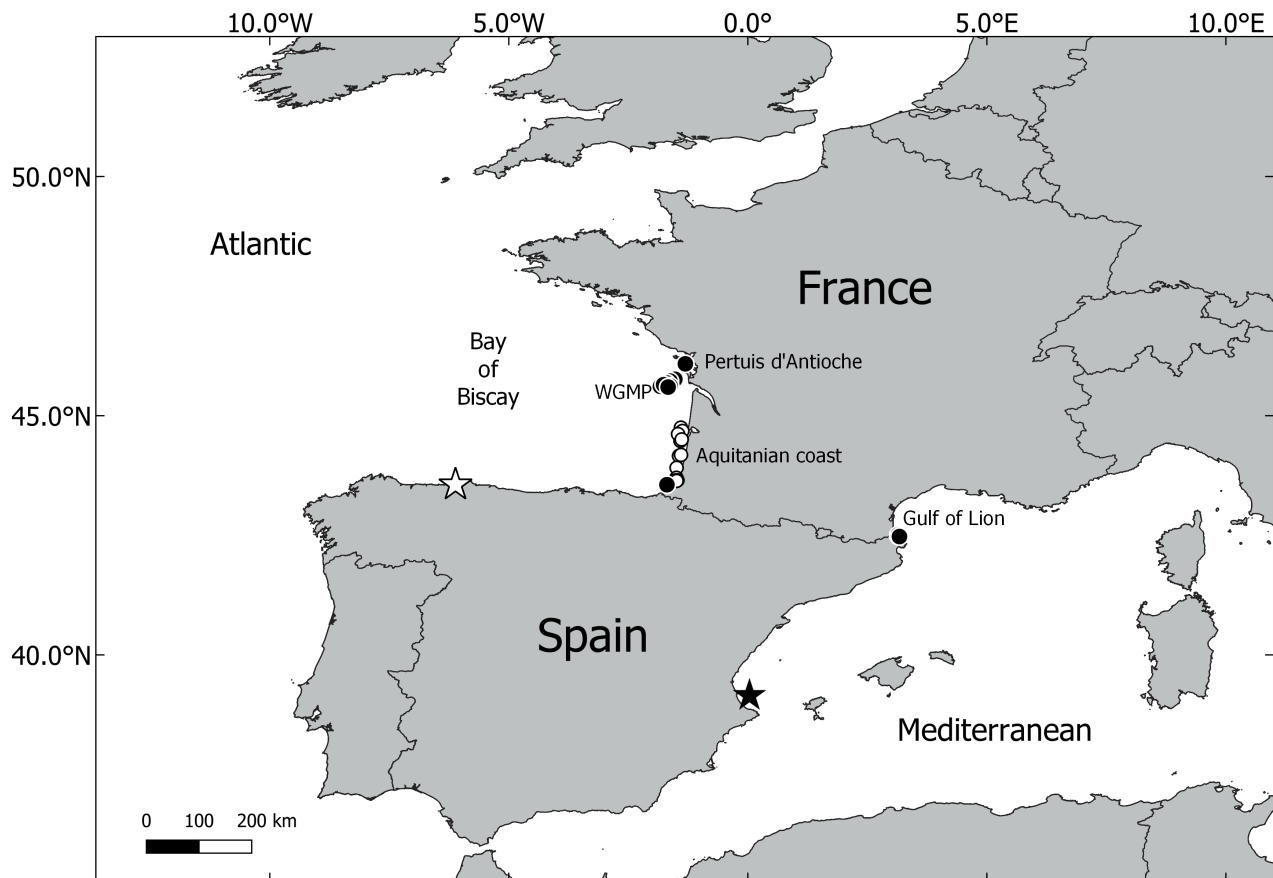 10.0°W 5.0°W 0.0° 5.0°E 10.0°E
50.0°N
Atlantic
France
Bay
of
Biscay
Pertuis d'Antioche
WGMP
45.0°N
Aquitanian coast
Gulf of Lion
Spain
40.0°N
Mediterranean
0 100 200 km